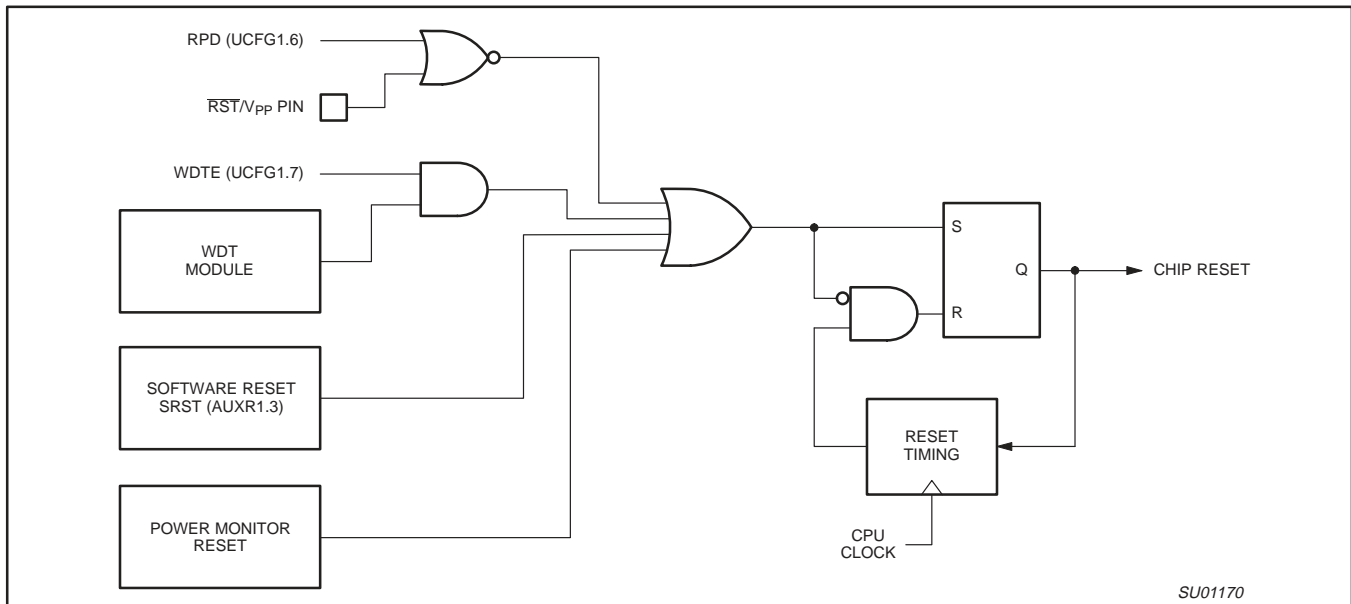 RPD (UCFG1.6)
RST/VPP PIN
WDTE (UCFG1.7)
WDT
MODULE
SOFTWARE RESET
SRST (AUXR1.3)
POWER MONITOR
RESET
S
Q
R
CHIP RESET
RESET
TIMING
CPU
CLOCK
SU01170